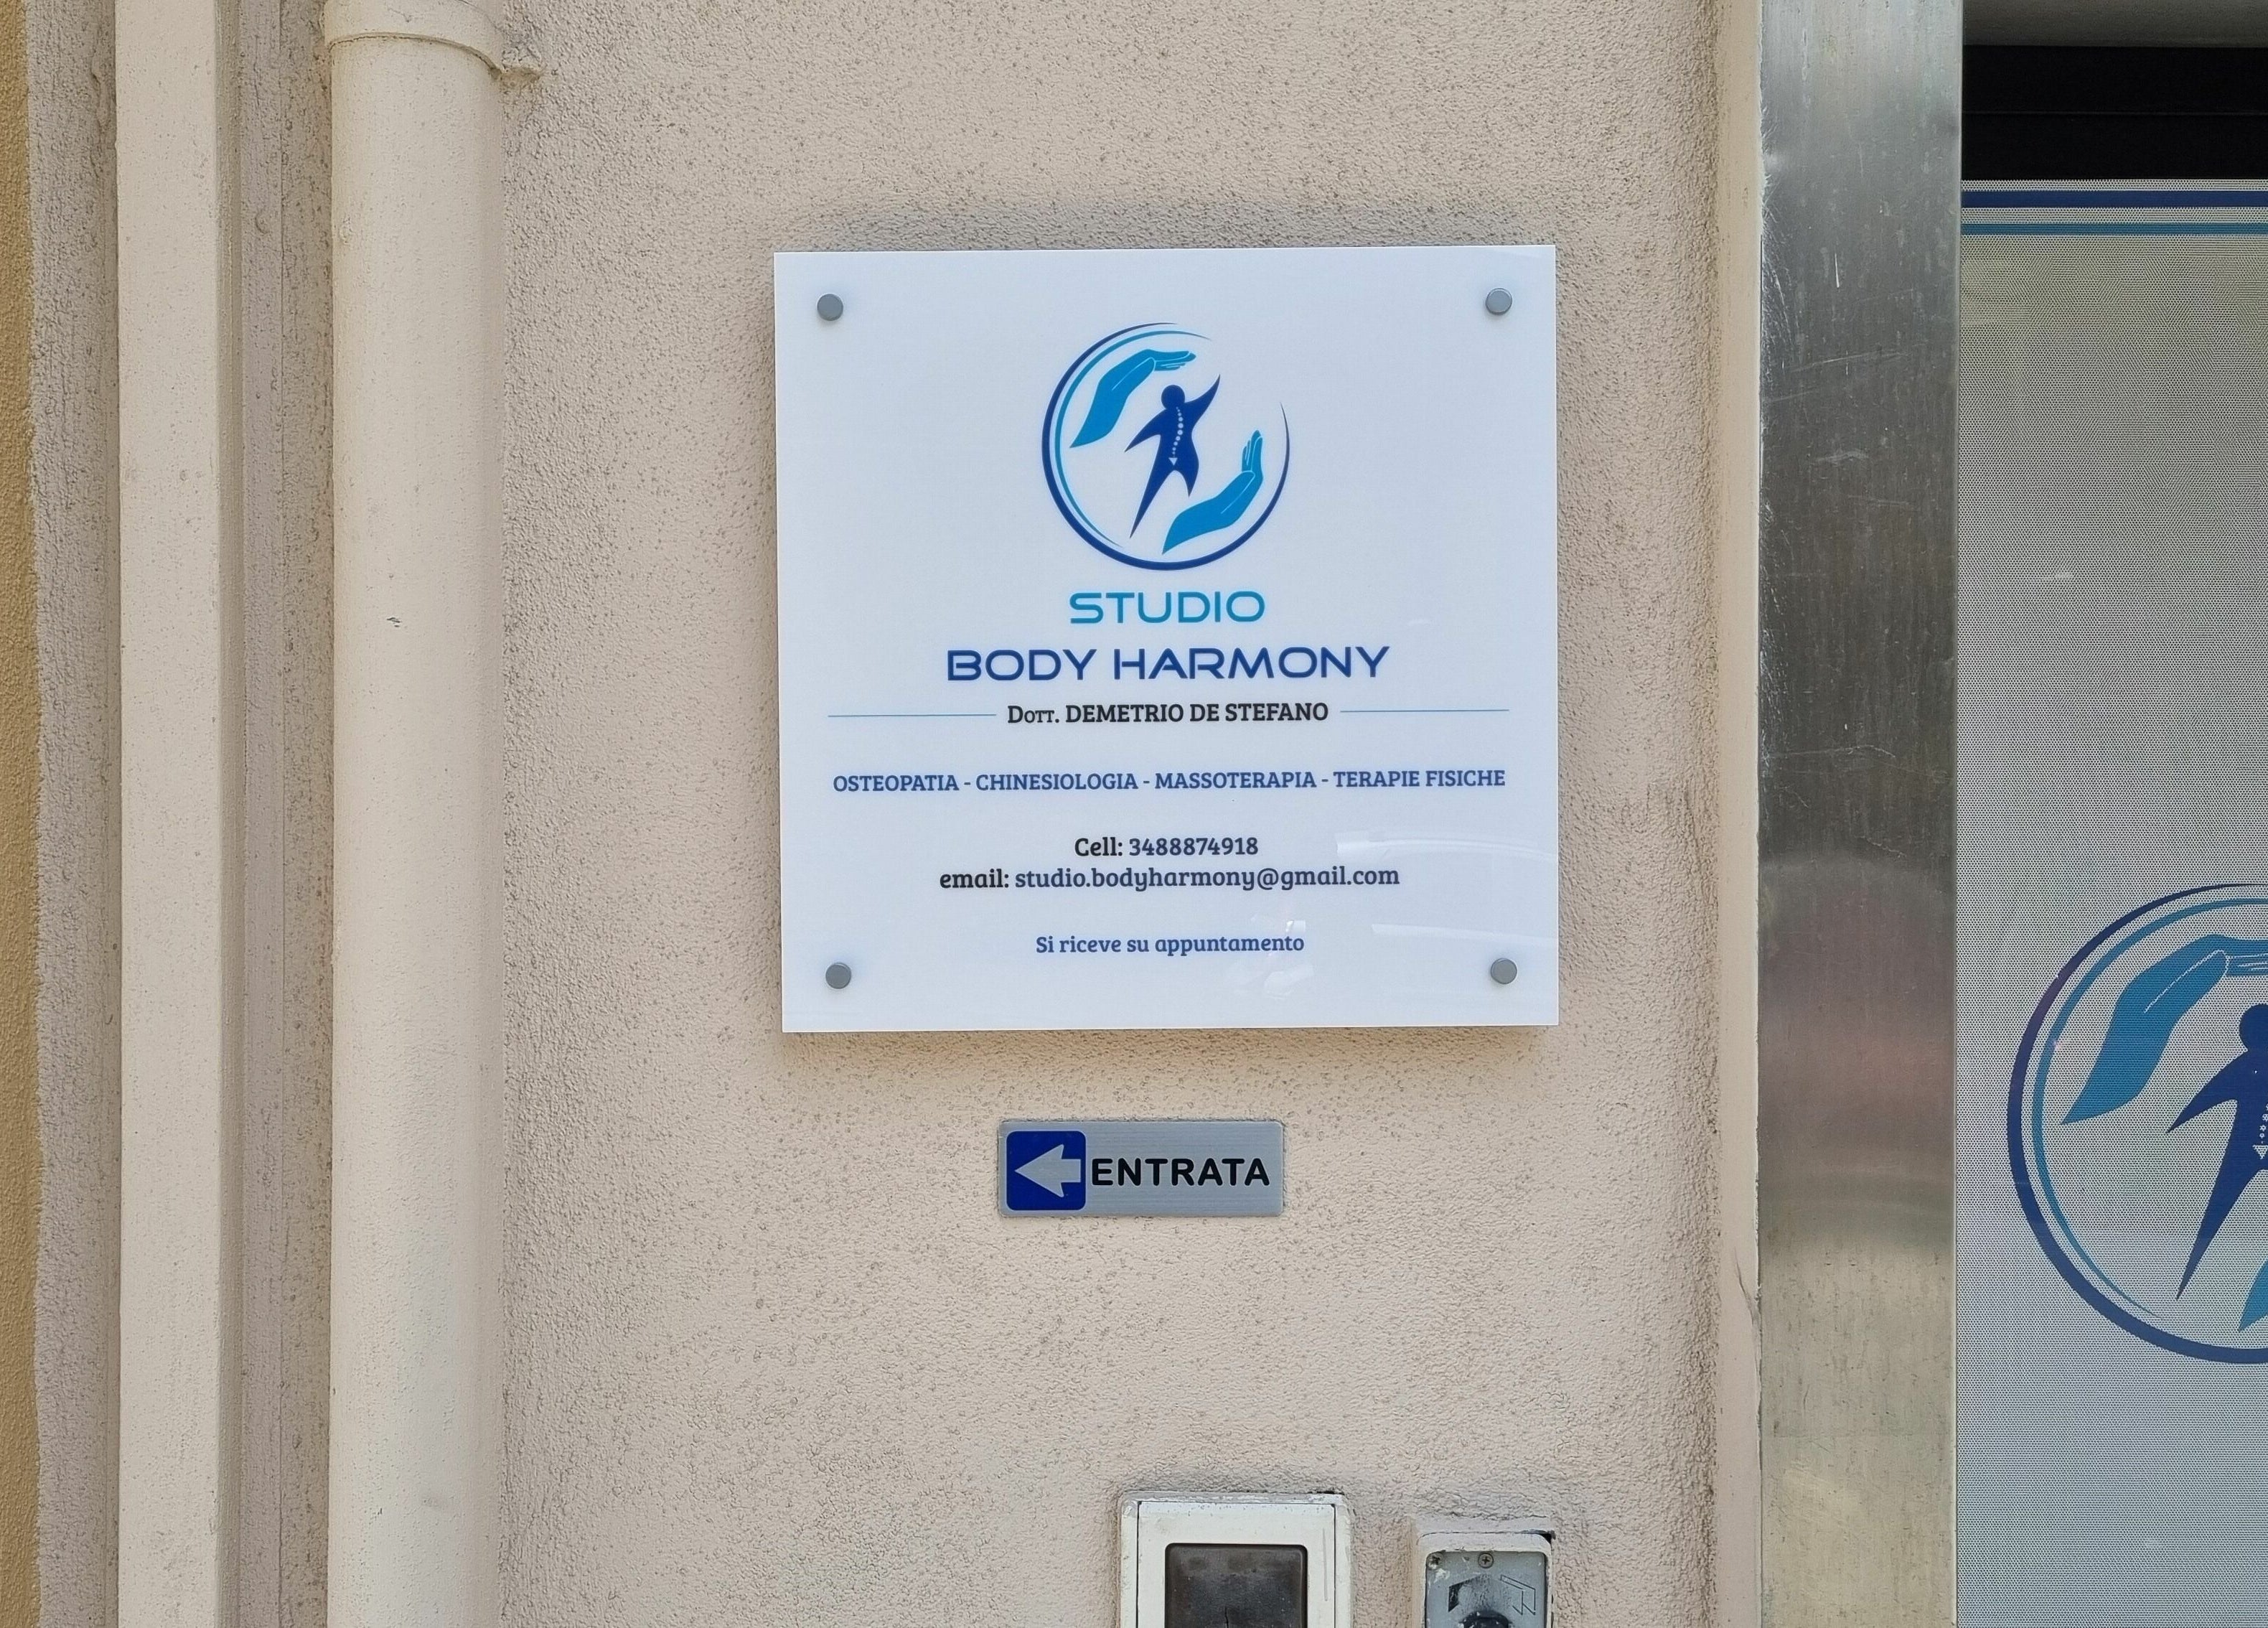 STUDIO
BODY HARMONY
Dott. DEMETRIO DE STEFANO
OSTEOPATIA - CHINESIOLOGIA - MASSOTERAPIA - TERAPIE FISICHE
Cell: 3488874918
email: studio.bodyharmony@gmail.com
Si riceve su appuntamento
ENTRATA